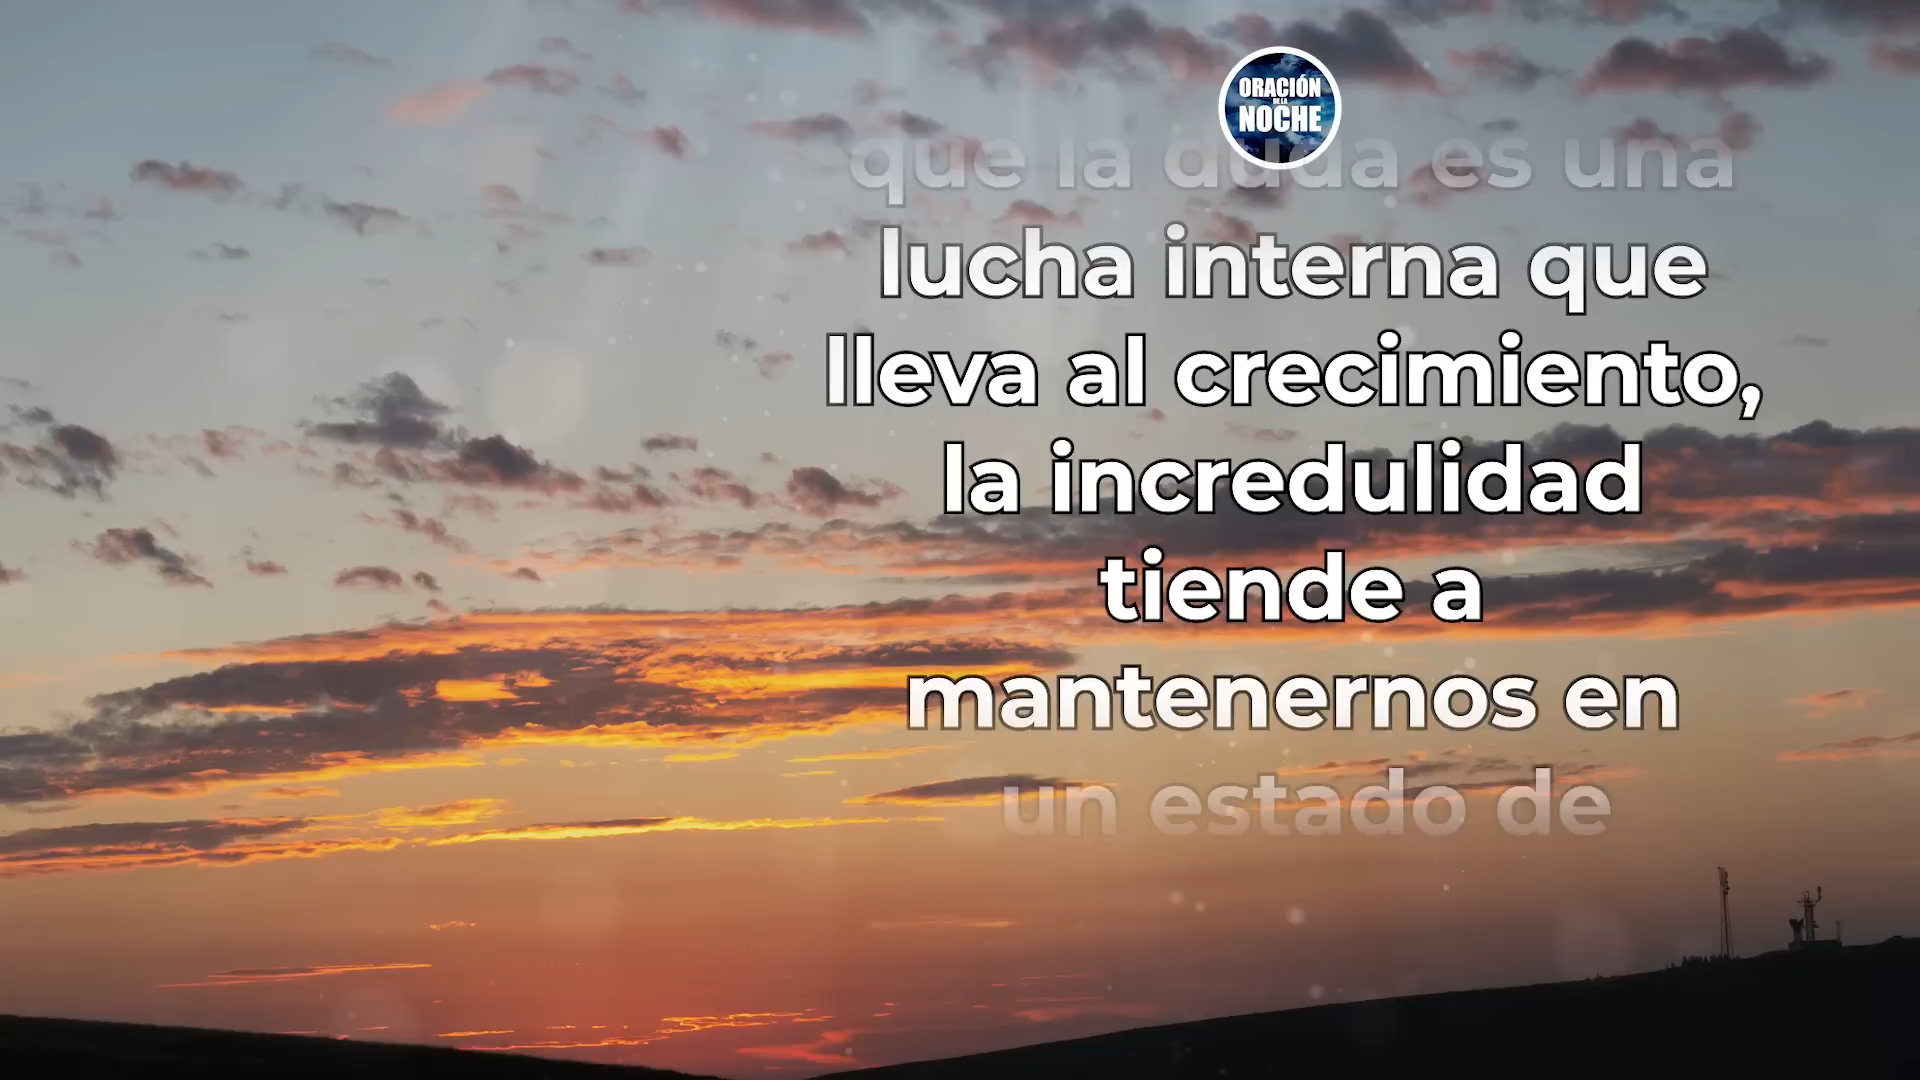 ORACIÓN
DE LA
NOCHE
que la duda es una
lucha interna que
lleva al crecimiento,
la incredulidad
tiende a
mantenernos en
un estado de